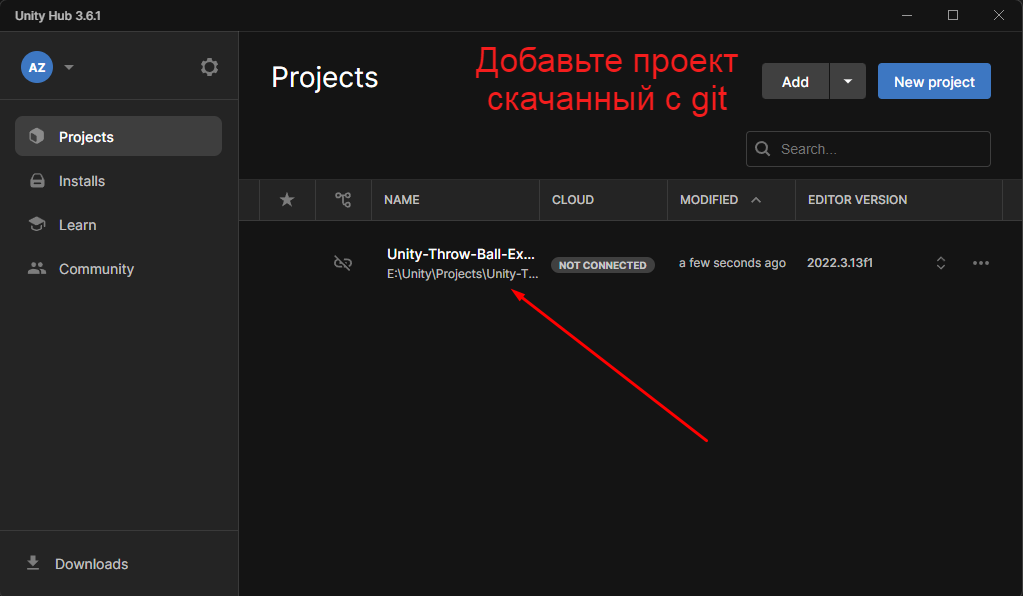 Unity Hub 3.6.1
AZ
Projects
Добавьте проект
скачанный с git
Add
New project
Projects
Installs
Learn
Community
Search...
NAME
CLOUD
MODIFIED
EDITOR VERSION
Unity-Throw-Ball-Ex...
E:\Unity\Projects\Unity-T...
NOT CONNECTED
a few seconds ago
2022.3.13f1
Downloads